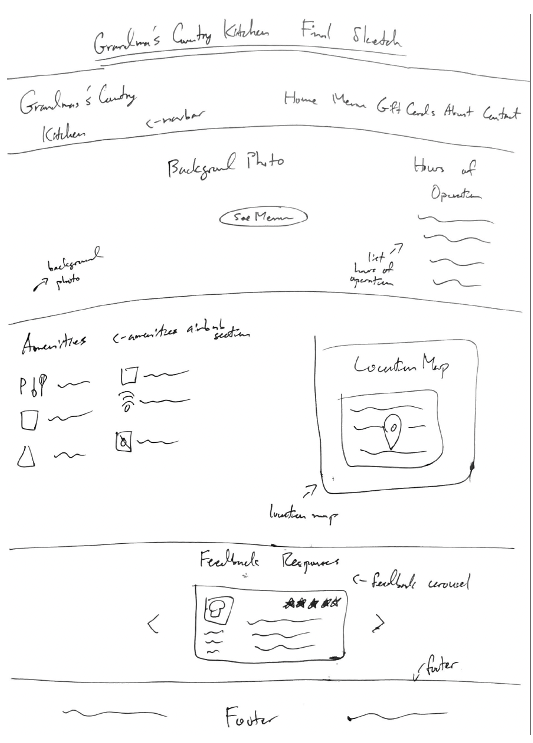 Grandma's Country Kitchen Final Sketch
Grandma's Country
Kitchen
<-navbar
Home Menu Gift Cards About Contact
Background Photo
See Menu
Hours of
Operation
list
hours of
operation
background
photo
Amenities
<-amenities airbnb
section
Location Map
location map
Feedback Responses
<-feedback carousel
<
>
footer
Footer